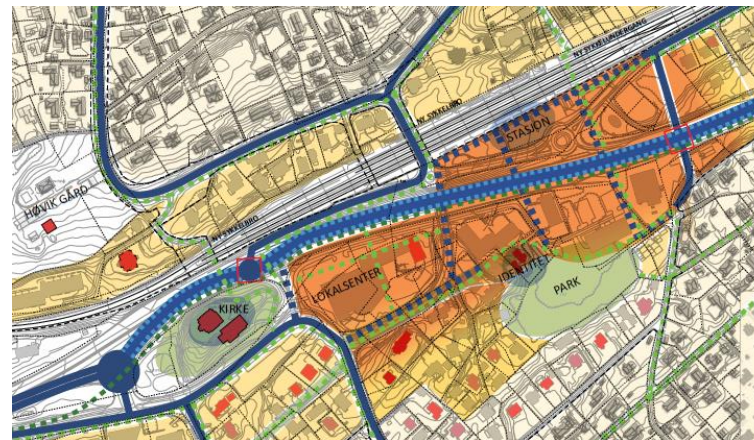 NY SYKKELUNDERGANG
NY SYKKELBRO
STASJON
HØVIK GÅRD
NY SYKKELBRO
LOKALSENTER
IDENTITET
PARK
KIRKE